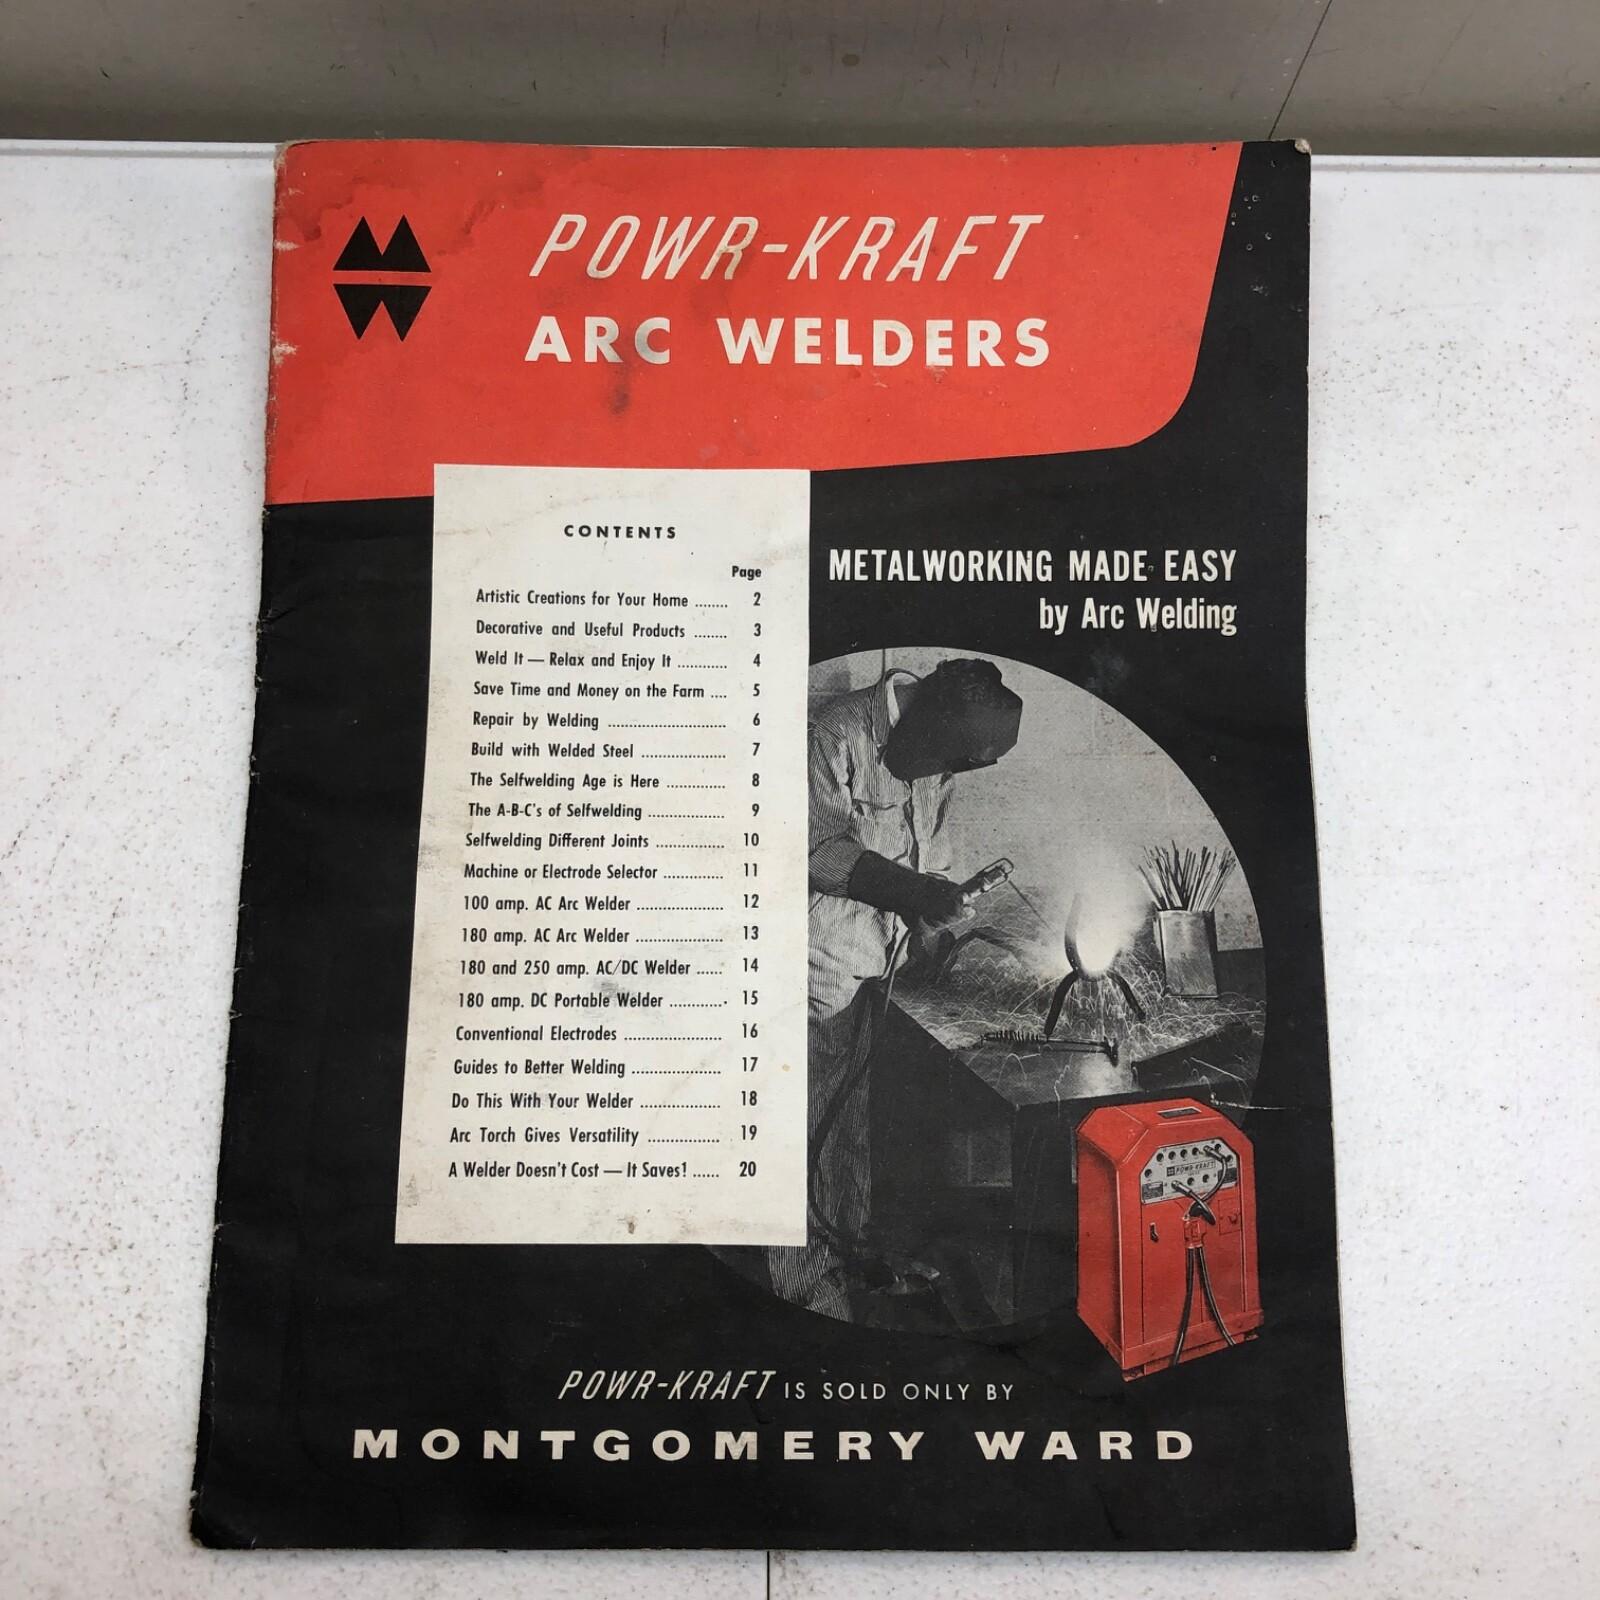 POWR-KRAFT
ARC WELDERS
CONTENTS
Page
Artistic Creations for Your Home ........ 2
Decorative and Useful Products ........ 3
Weld It — Relax and Enjoy It ............ 4
Save Time and Money on the Farm .... 5
Repair by Welding ............................ 6
Build with Welded Steel .................... 7
The Selfwelding Age is Here .............. 8
The A-B-C's of Selfwelding .................. 9
Selfwelding Different Joints ................ 10
Machine or Electrode Selector .............. 11
100 amp. AC Arc Welder .................... 12
180 amp. AC Arc Welder .................... 13
180 and 250 amp. AC/DC Welder ...... 14
180 amp. DC Portable Welder ............ 15
Conventional Electrodes ...................... 16
Guides to Better Welding .................... 17
Do This With Your Welder .................. 18
Arc Torch Gives Versatility ................ 19
A Welder Doesn't Cost — It Saves! ...... 20
METALWORKING MADE EASY
by Arc Welding
POWR-KRAFT
POWR-KRAFT IS SOLD ONLY BY
MONTGOMERY WARD